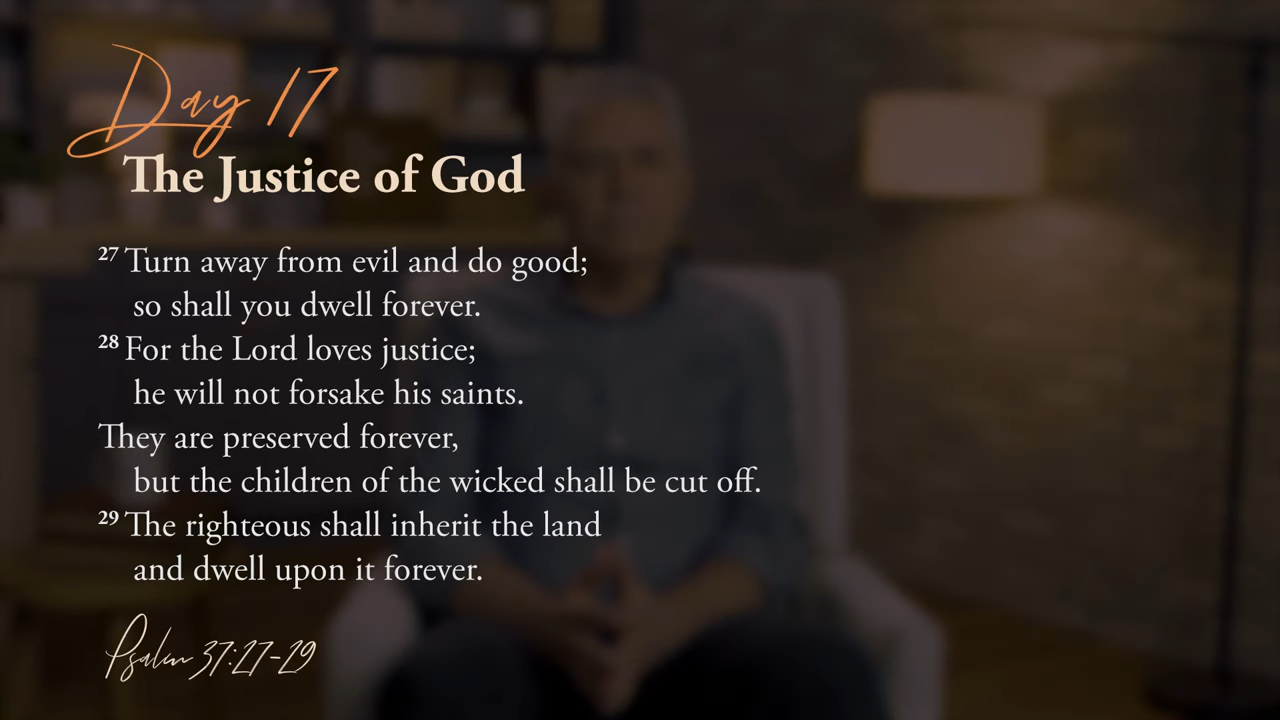 Day 17
The Justice of God
27 Turn away from evil and do good;
so shall you dwell forever.
28 For the Lord loves justice;
he will not forsake his saints.
They are preserved forever,
but the children of the wicked shall be cut off.
29 The righteous shall inherit the land
and dwell upon it forever.
Psalm 37:27-29